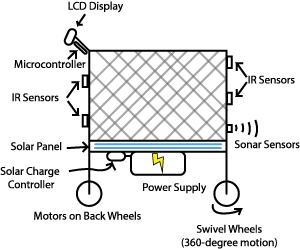 LCD Display
Microcontroller
IR Sensors
IR Sensors
Solar Panel
Sonar Sensors
Solar Charge
Controller
Power Supply
Motors on Back Wheels
Swivel Wheels
(360-degree motion)